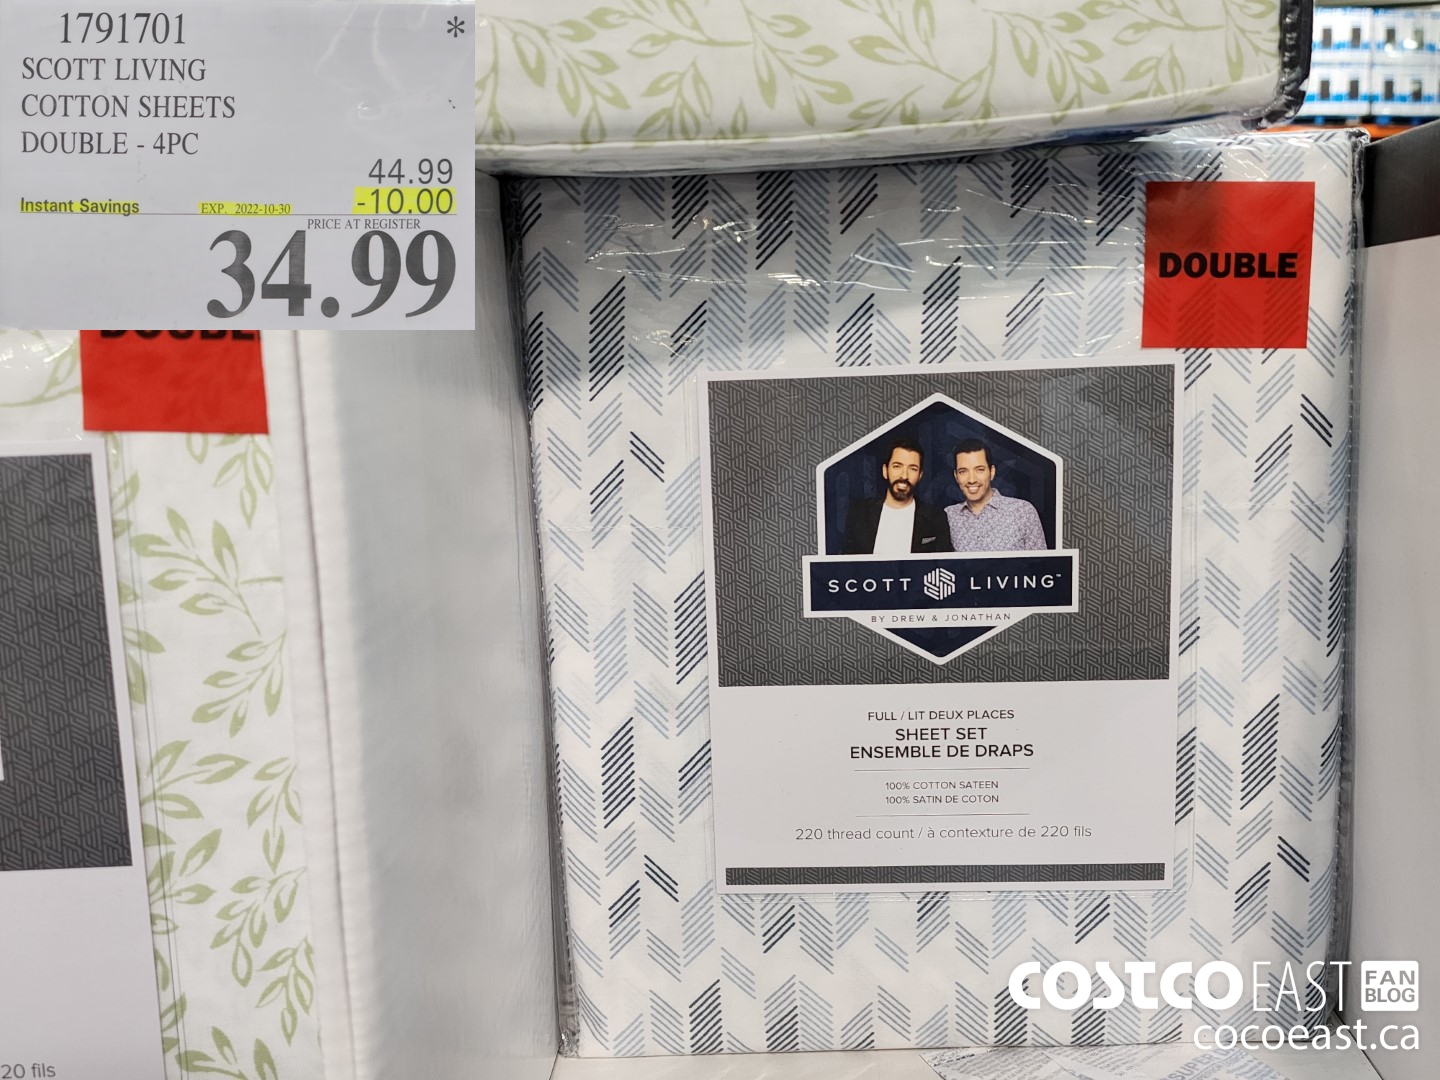 1791701 *
SCOTT LIVING
COTTON SHEETS
DOUBLE - 4PC
44.99
Instant Savings EXP. 2022-10-30 -10.00
PRICE AT REGISTER
34.99
DOUBLE
DOUBLE
SCOTT LIVING™
BY DREW & JONATHAN
FULL / LIT DEUX PLACES
SHEET SET
ENSEMBLE DE DRAPS
100% COTTON SATEEN
100% SATIN DE COTON
220 thread count / à contexture de 220 fils
20 fils
COSTCO EAST FAN BLOG
cocoeast.ca